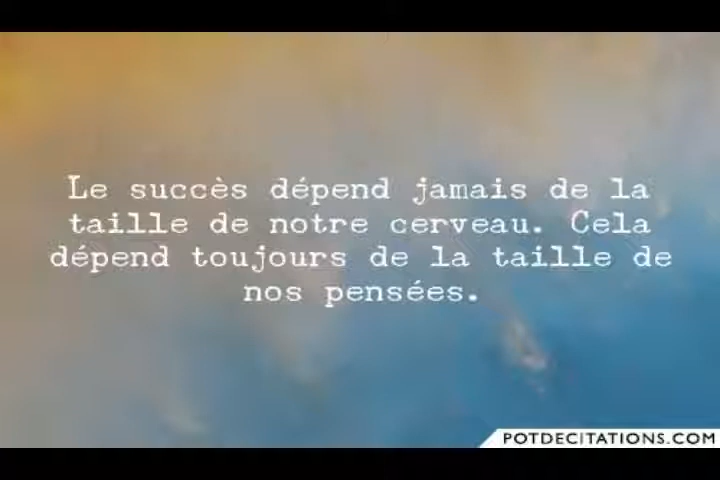 Le succès dépend jamais de la
taille de notre cerveau. Cela
dépend toujours de la taille de
nos pensées.
POTDECITATIONS.COM